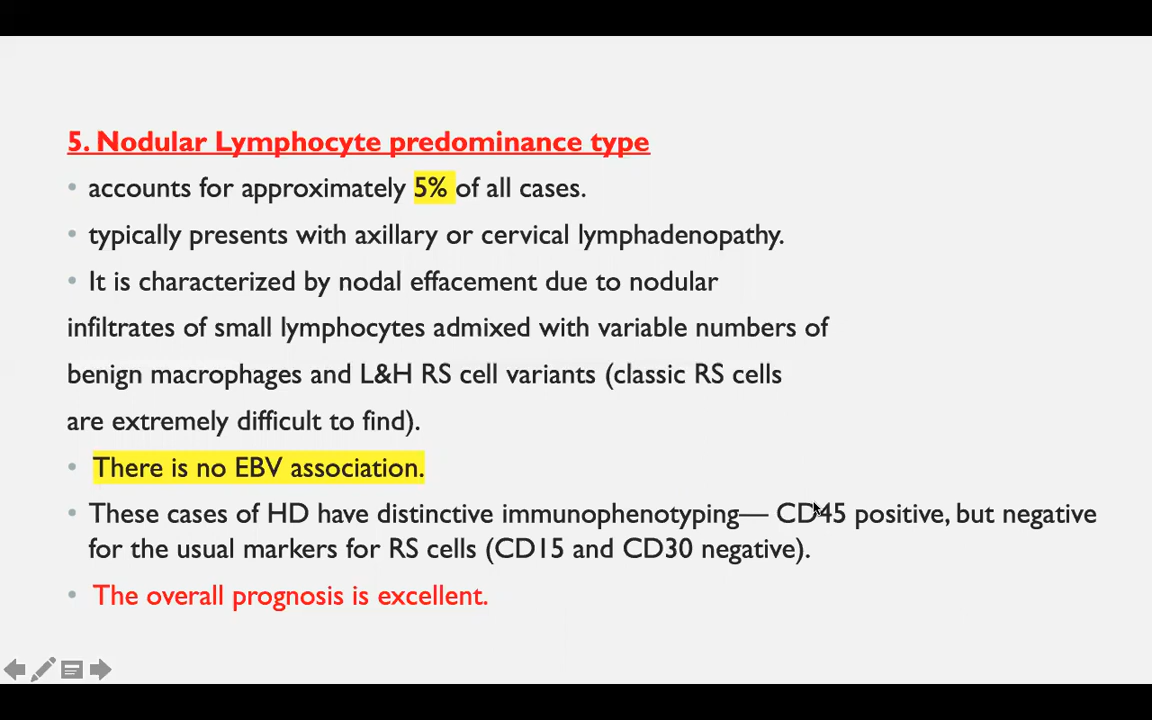 5. Nodular Lymphocyte predominance type
• accounts for approximately 5% of all cases.
• typically presents with axillary or cervical lymphadenopathy.
• It is characterized by nodal effacement due to nodular
infiltrates of small lymphocytes admixed with variable numbers of
benign macrophages and L&H RS cell variants (classic RS cells
are extremely difficult to find).
• There is no EBV association.
• These cases of HD have distinctive immunophenotyping— CD45 positive, but negative
for the usual markers for RS cells (CD15 and CD30 negative).
• The overall prognosis is excellent.